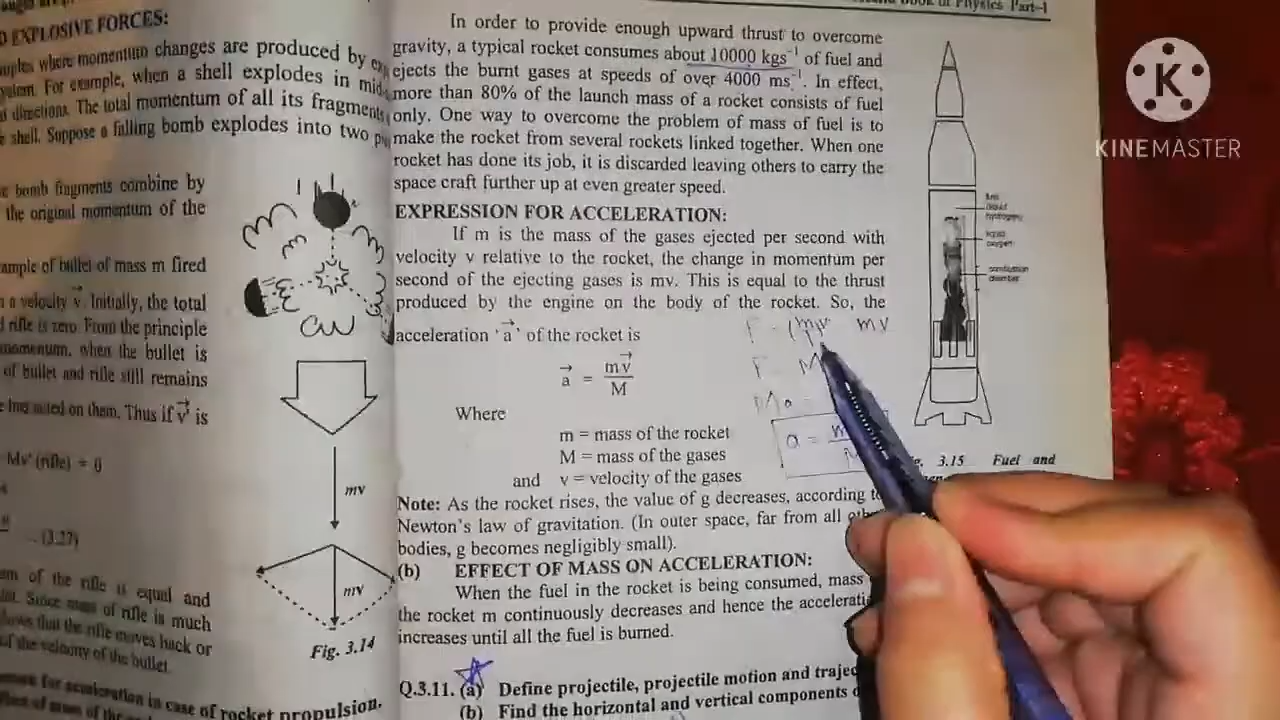 D EXPLOSIVE FORCES:
where momentum changes are produced by
For example, when a shell explodes in mid
directions. The total momentum of all its fragments
shell. Suppose a falling bomb explodes into two
bomb fragments combine by
the original momentum of the
ample of bullet of mass m fired
a velocity v⃗. Initially, the total
rifle is zero. From the principle
momentum, when the bullet is
of bullet and rifle still remains
acted on them. Thus if v⃗' is
Mv' (rifle) = 0
...(3.27)
of the rifle is equal and
Since mass of rifle is much
shows that the rifle moves back or
of the velocity of the bullet.
for acceleration in case of rocket propulsion.
mv
mv
Fig. 3.14
of Physics Part-I
In order to provide enough upward thrust to overcome
gravity, a typical rocket consumes about 10000 kgs⁻¹ of fuel and
ejects the burnt gases at speeds of over 4000 ms⁻¹. In effect,
more than 80% of the launch mass of a rocket consists of fuel
only. One way to overcome the problem of mass of fuel is to
make the rocket from several rockets linked together. When one
rocket has done its job, it is discarded leaving others to carry the
space craft further up at even greater speed.
EXPRESSION FOR ACCELERATION:
If m is the mass of the gases ejected per second with
velocity v relative to the rocket, the change in momentum per
second of the ejecting gases is mv. This is equal to the thrust
produced by the engine on the body of the rocket. So, the
acceleration 'a⃗' of the rocket is
a⃗ = mv⃗ / M
Where
m = mass of the rocket
M = mass of the gases
and v = velocity of the gases
Note: As the rocket rises, the value of g decreases, according to
Newton's law of gravitation. (In outer space, far from all
bodies, g becomes negligibly small).
(b) EFFECT OF MASS ON ACCELERATION:
When the fuel in the rocket is being consumed, mass
the rocket m continuously decreases and hence the
increases until all the fuel is burned.
Q.3.11. (a) Define projectile, projectile motion and
(b) Find the horizontal and vertical components
mv
a =
liquid
oxygen
combustion
chamber
3.15 Fuel and
K
KINEMASTER